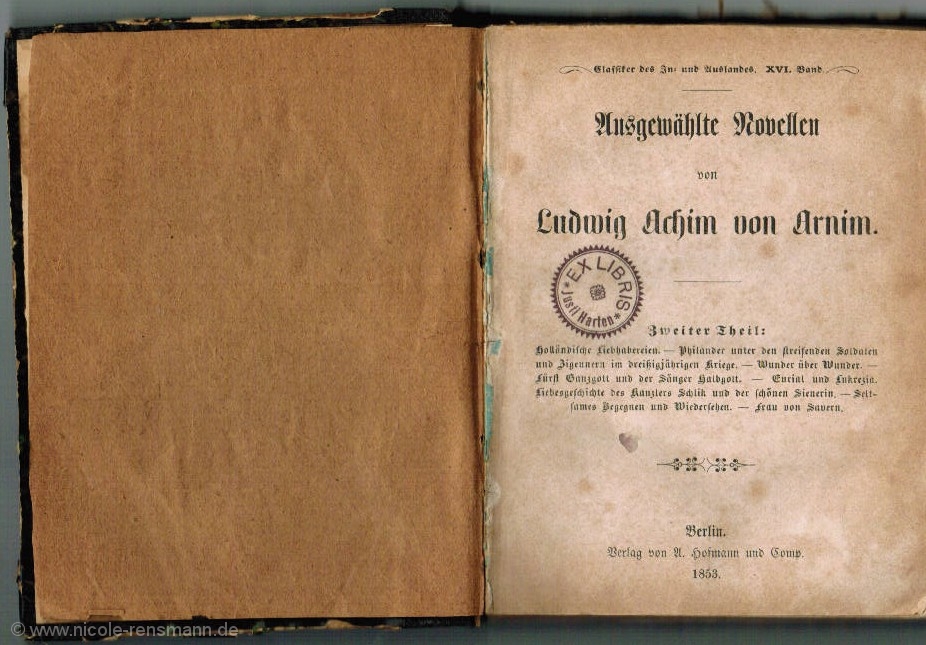 Classiker des In- und Auslandes. XVI. Band.
Ausgewählte Novellen
von
Ludwig Achim von Arnim.
EX LIBRIS
Justf Harten
Zweiter Theil:
Holländische Liebhabereien. — Philander unter den streifenden Soldaten
und Zigeunern im dreißigjährigen Kriege. — Wunder über Wunder. —
Fürst Ganzgott und der Sänger Halbgott. — Eurial und Lukrezia.
Liebesgeschichte des Kanzlers Schlik und der schönen Sienerin. — Selt-
sames Begegnen und Wiedersehen. — Frau von Savern.
Berlin.
Verlag von A. Hofmann und Comp.
1853.
© www.nicole-rensmann.de